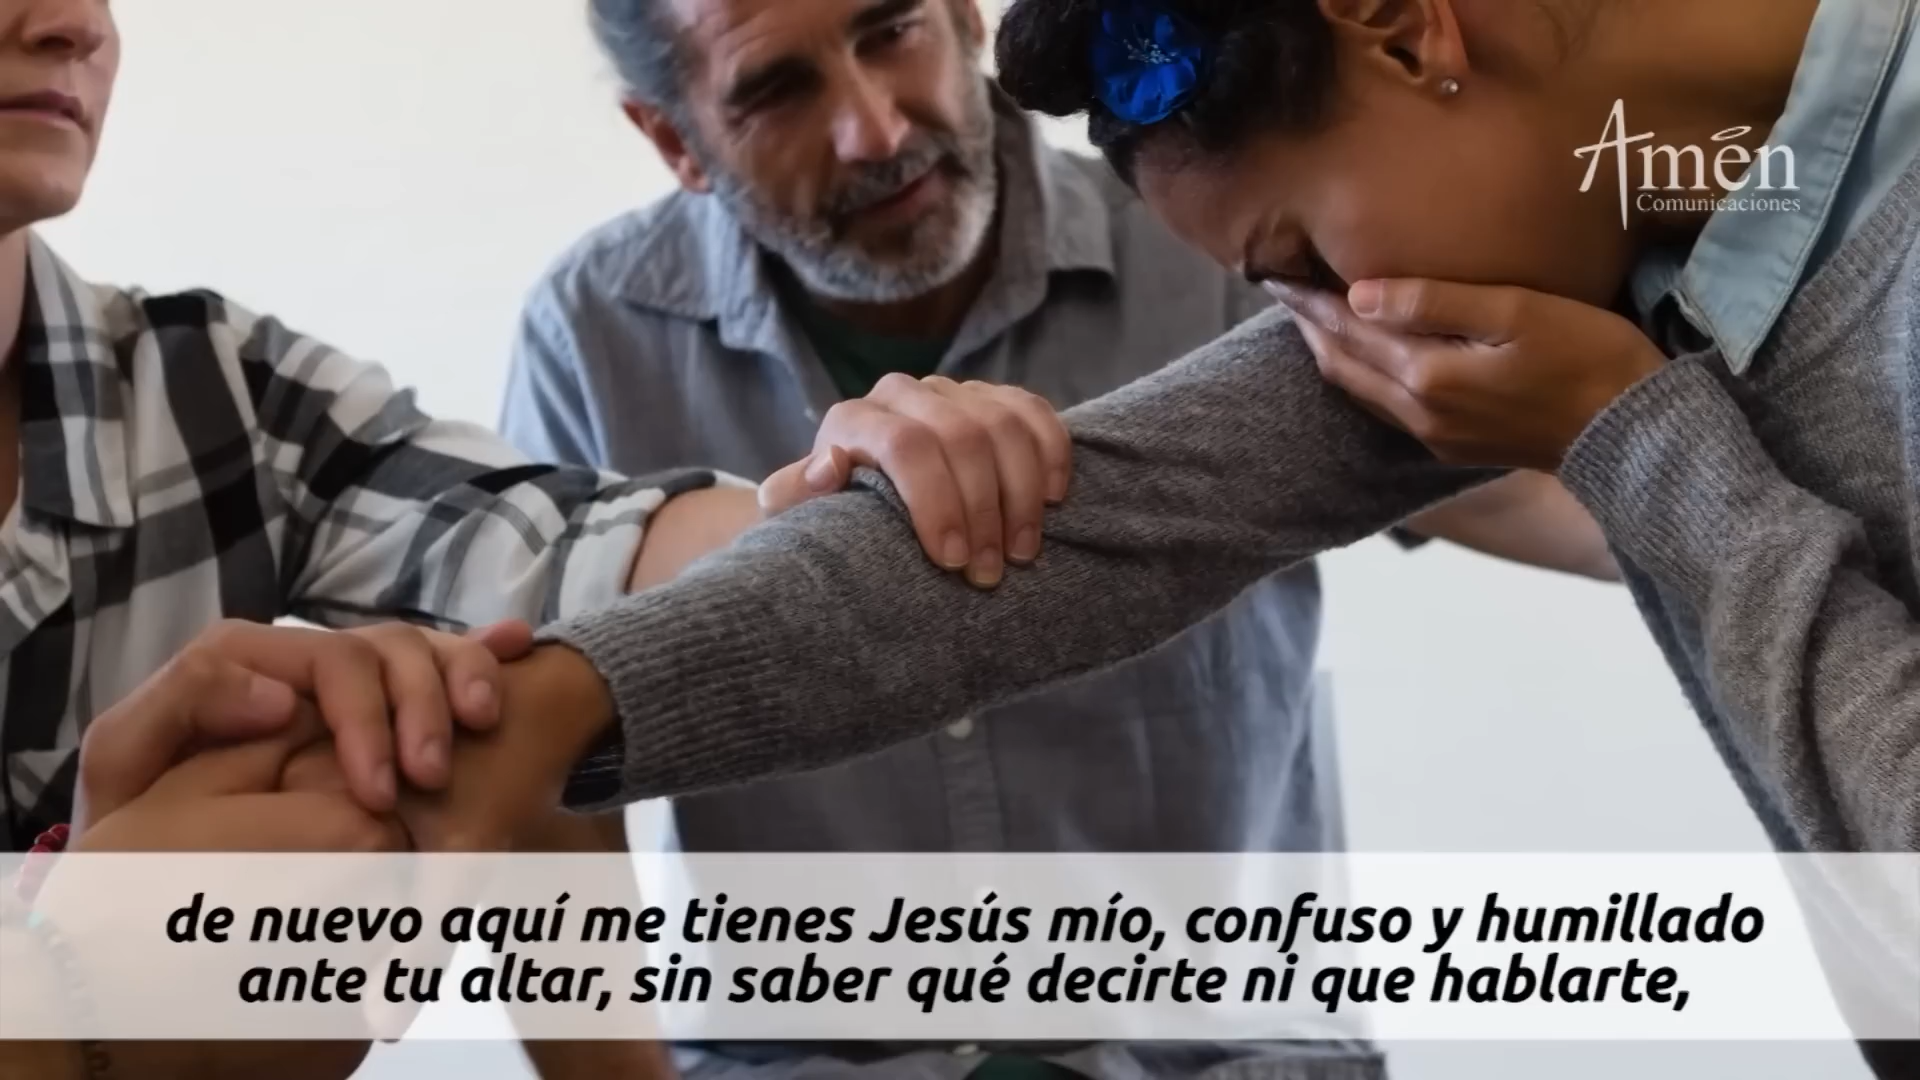 Amén
Comunicaciones
de nuevo aquí me tienes Jesús mío, confuso y humillado
ante tu altar, sin saber qué decirte ni que hablarte,